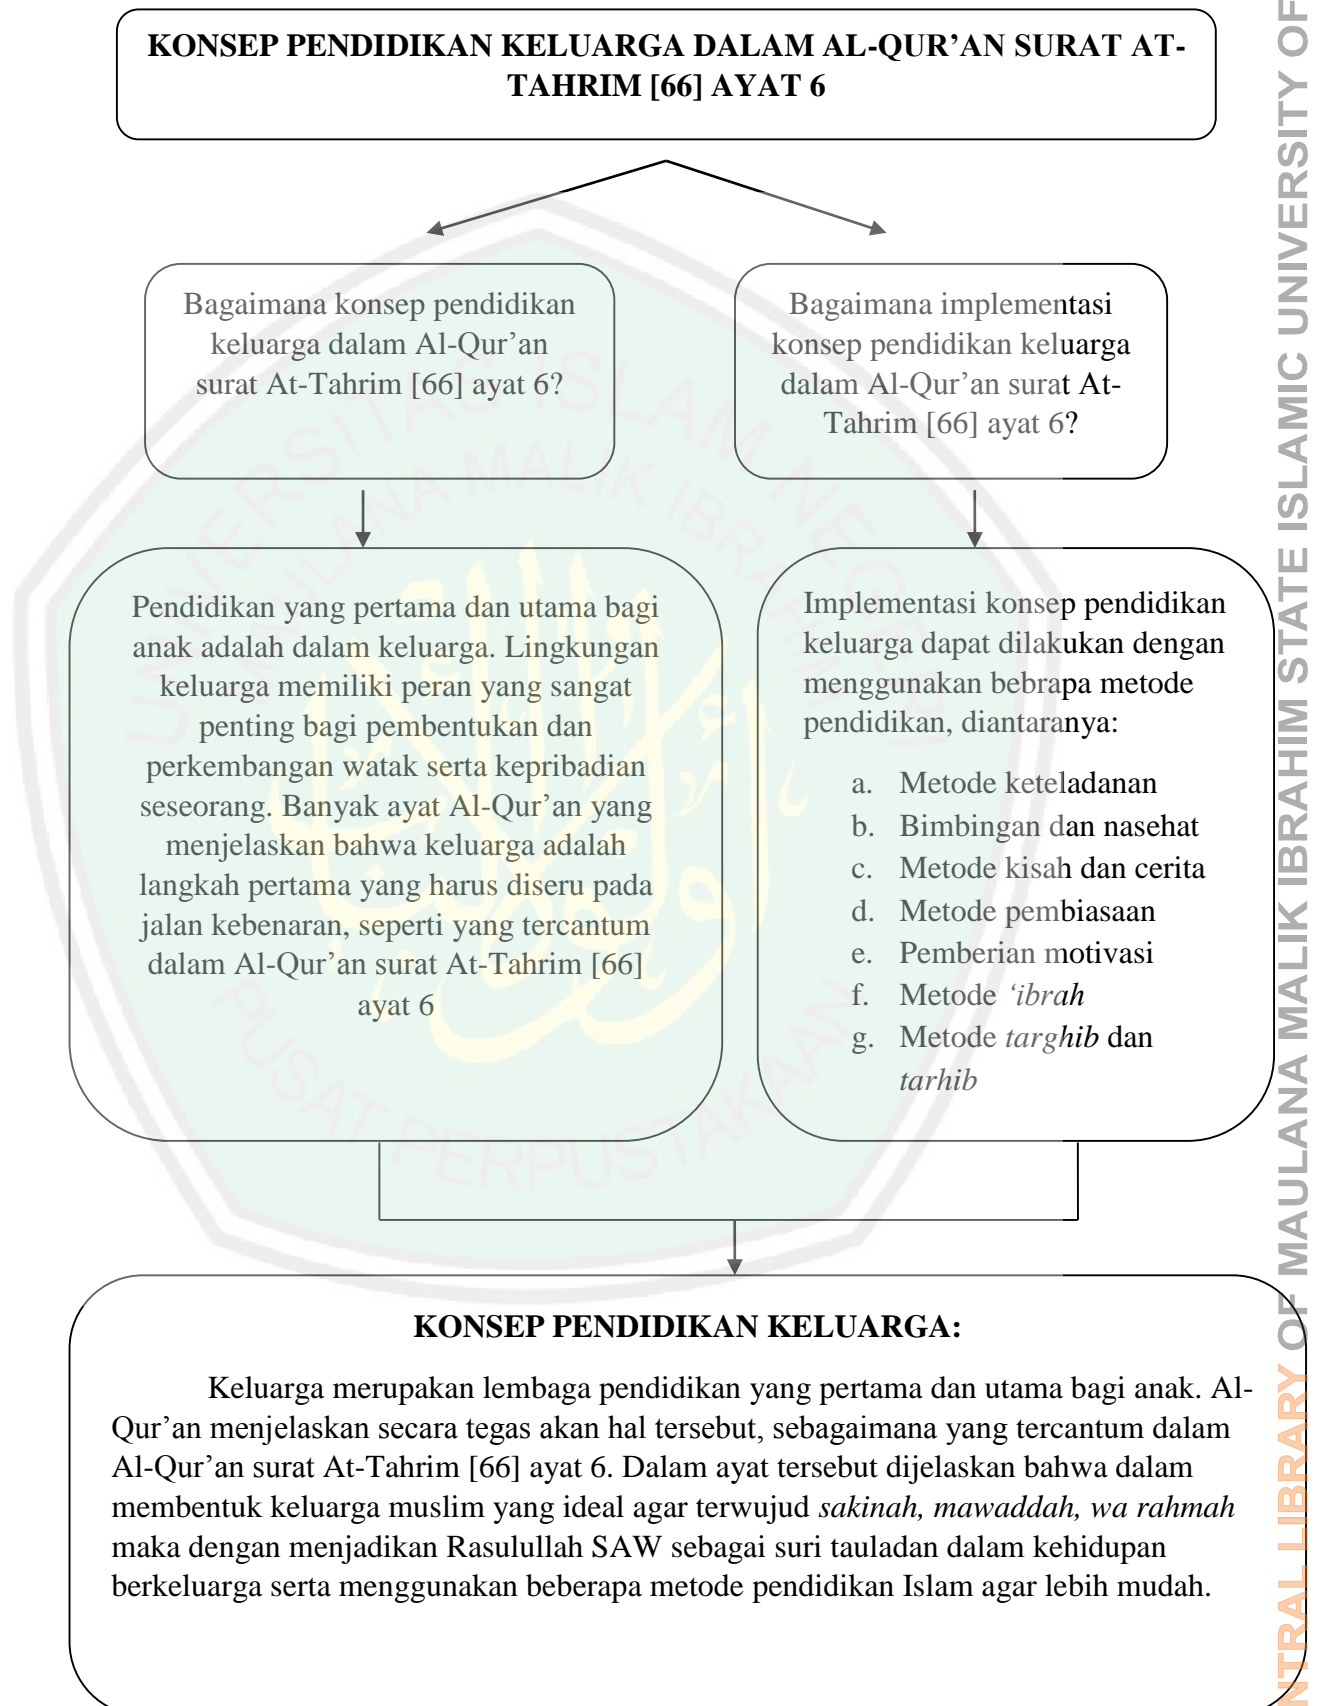 KONSEP PENDIDIKAN KELUARGA DALAM AL-QUR’AN SURAT AT-
TAHRIM [66] AYAT 6
Bagaimana konsep pendidikan
keluarga dalam Al-Qur’an
surat At-Tahrim [66] ayat 6?
Bagaimana implementasi
konsep pendidikan keluarga
dalam Al-Qur’an surat At-
Tahrim [66] ayat 6?
Pendidikan yang pertama dan utama bagi
anak adalah dalam keluarga. Lingkungan
keluarga memiliki peran yang sangat
penting bagi pembentukan dan
perkembangan watak serta kepribadian
seseorang. Banyak ayat Al-Qur’an yang
menjelaskan bahwa keluarga adalah
langkah pertama yang harus diseru pada
jalan kebenaran, seperti yang tercantum
dalam Al-Qur’an surat At-Tahrim [66]
ayat 6
Implementasi konsep pendidikan
keluarga dapat dilakukan dengan
menggunakan bebrapa metode
pendidikan, diantaranya:
a. Metode keteladanan
b. Bimbingan dan nasehat
c. Metode kisah dan cerita
d. Metode pembiasaan
e. Pemberian motivasi
f. Metode ‘ibrah
g. Metode targhib dan
tarhib
KONSEP PENDIDIKAN KELUARGA:
Keluarga merupakan lembaga pendidikan yang pertama dan utama bagi anak. Al-
Qur’an menjelaskan secara tegas akan hal tersebut, sebagaimana yang tercantum dalam
Al-Qur’an surat At-Tahrim [66] ayat 6. Dalam ayat tersebut dijelaskan bahwa dalam
membentuk keluarga muslim yang ideal agar terwujud sakinah, mawaddah, wa rahmah
maka dengan menjadikan Rasulullah SAW sebagai suri tauladan dalam kehidupan
berkeluarga serta menggunakan beberapa metode pendidikan Islam agar lebih mudah.
UNIVERSITAS ISLAM NEGERI
MAULANA MALIK IBRAHIM
PUSAT PERPUSTAKAAN
NTRAL LIBRARY OF MAULANA MALIK IBRAHIM STATE ISLAMIC UNIVERSITY OF